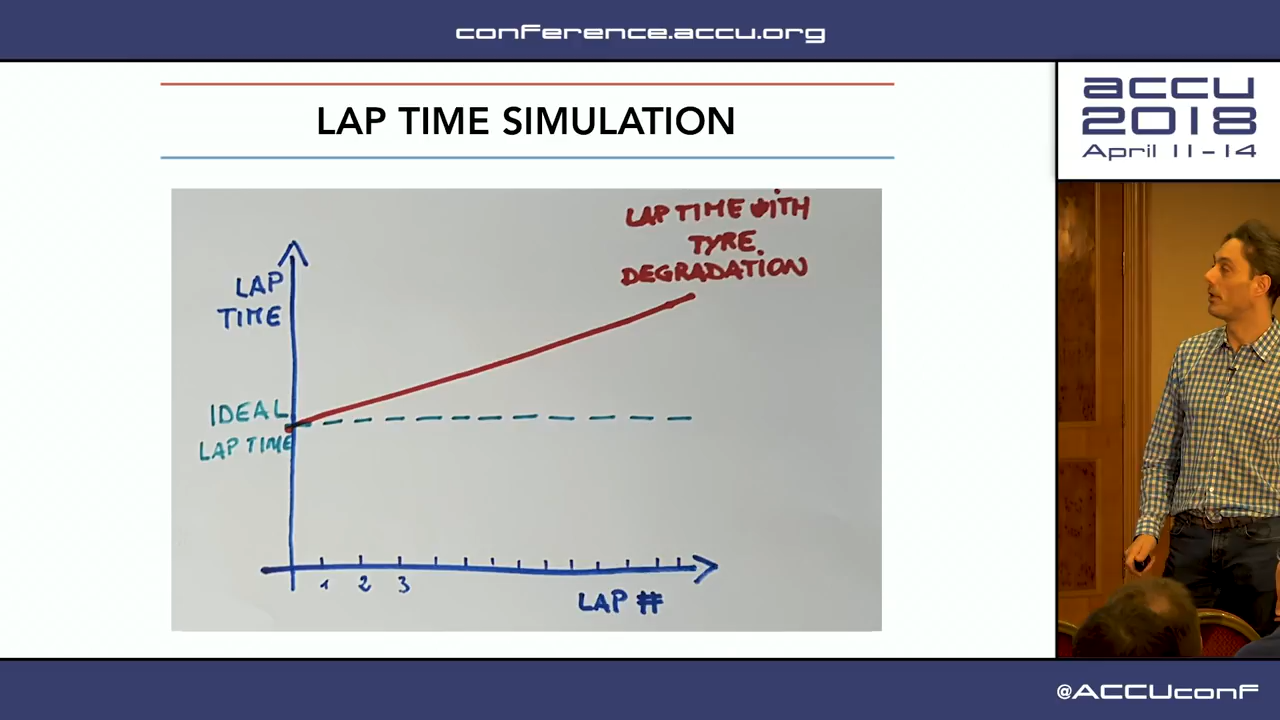 conference.accu.org
accu
2018
April 11-14
LAP TIME SIMULATION
LAP TIME WITH
TYRE
DEGRADATION
LAP
TIME
IDEAL
LAP TIME
1 2 3
LAP #
@ACCUconf